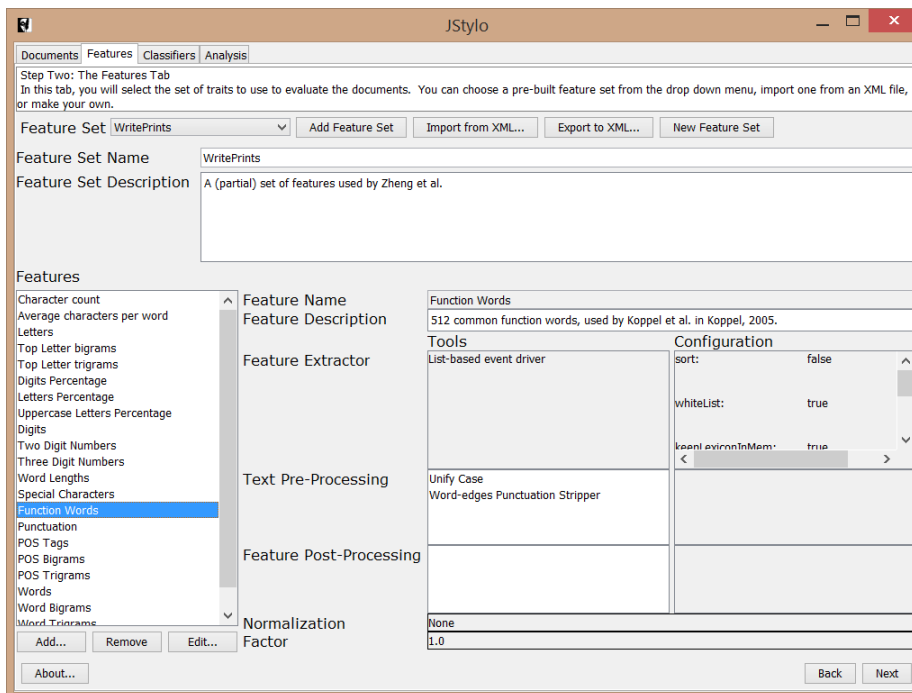 JStylo
Documents Features Classifiers Analysis
Step Two: The Features Tab
In this tab, you will select the set of traits to use to evaluate the documents. You can choose a pre-built feature set from the drop down menu, import one from an XML file,
or make your own.
Feature Set WritePrints Add Feature Set Import from XML... Export to XML... New Feature Set
Feature Set Name WritePrints
Feature Set Description A (partial) set of features used by Zheng et al.
Features
Character count
Average characters per word
Letters
Top Letter bigrams
Top Letter trigrams
Digits Percentage
Letters Percentage
Uppercase Letters Percentage
Digits
Two Digit Numbers
Three Digit Numbers
Word Lengths
Special Characters
Function Words
Punctuation
POS Tags
POS Bigrams
POS Trigrams
Words
Word Bigrams
Word Trigrams
Add... Remove Edit...
Feature Name Function Words
Feature Description 512 common function words, used by Koppel et al. in Koppel, 2005.
Tools Configuration
Feature Extractor List-based event driver sort: false
whiteList: true
keepLexiconInMem: true
Text Pre-Processing Unify Case
Word-edges Punctuation Stripper
Feature Post-Processing
Normalization None
Factor 1.0
About... Back Next